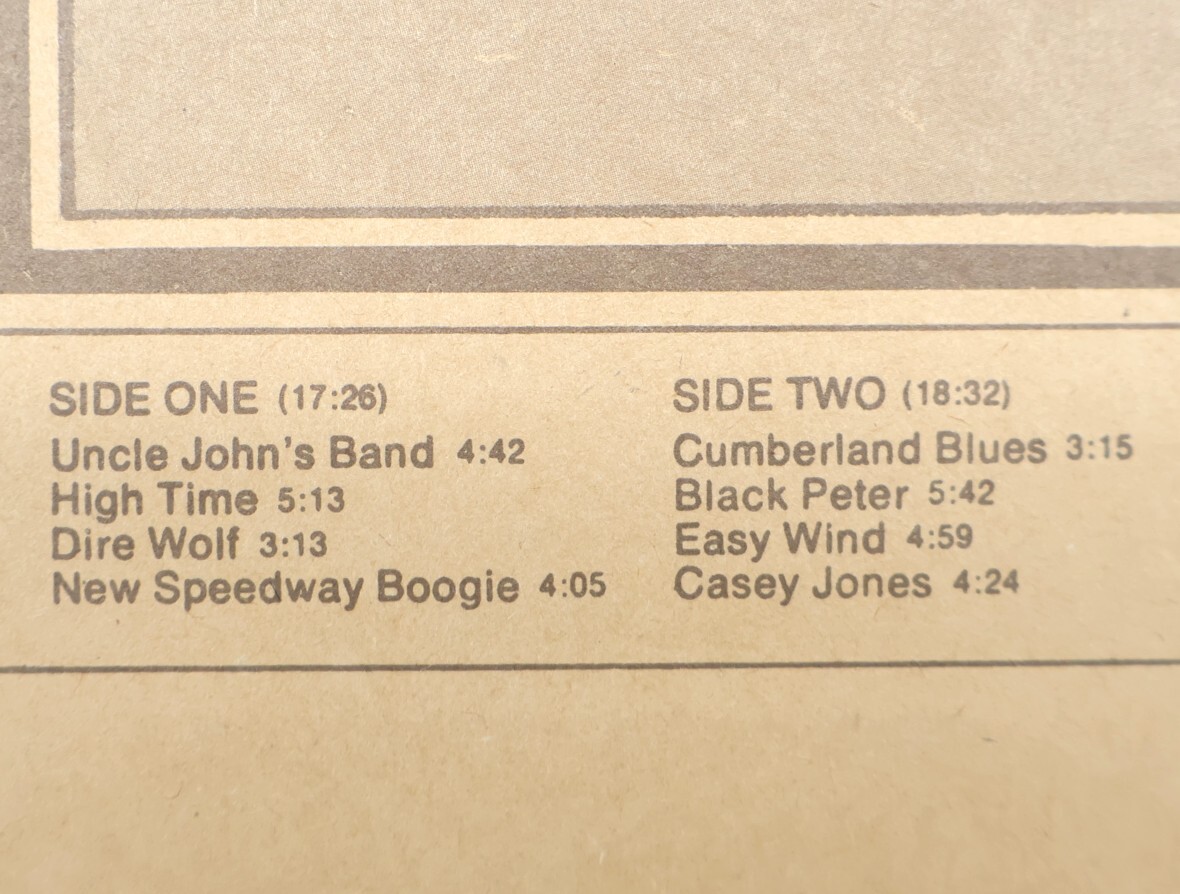 SIDE ONE (17:26)
Uncle John's Band 4:42
High Time 5:13
Dire Wolf 3:13
New Speedway Boogie 4:05
SIDE TWO (18:32)
Cumberland Blues 3:15
Black Peter 5:42
Easy Wind 4:59
Casey Jones 4:24